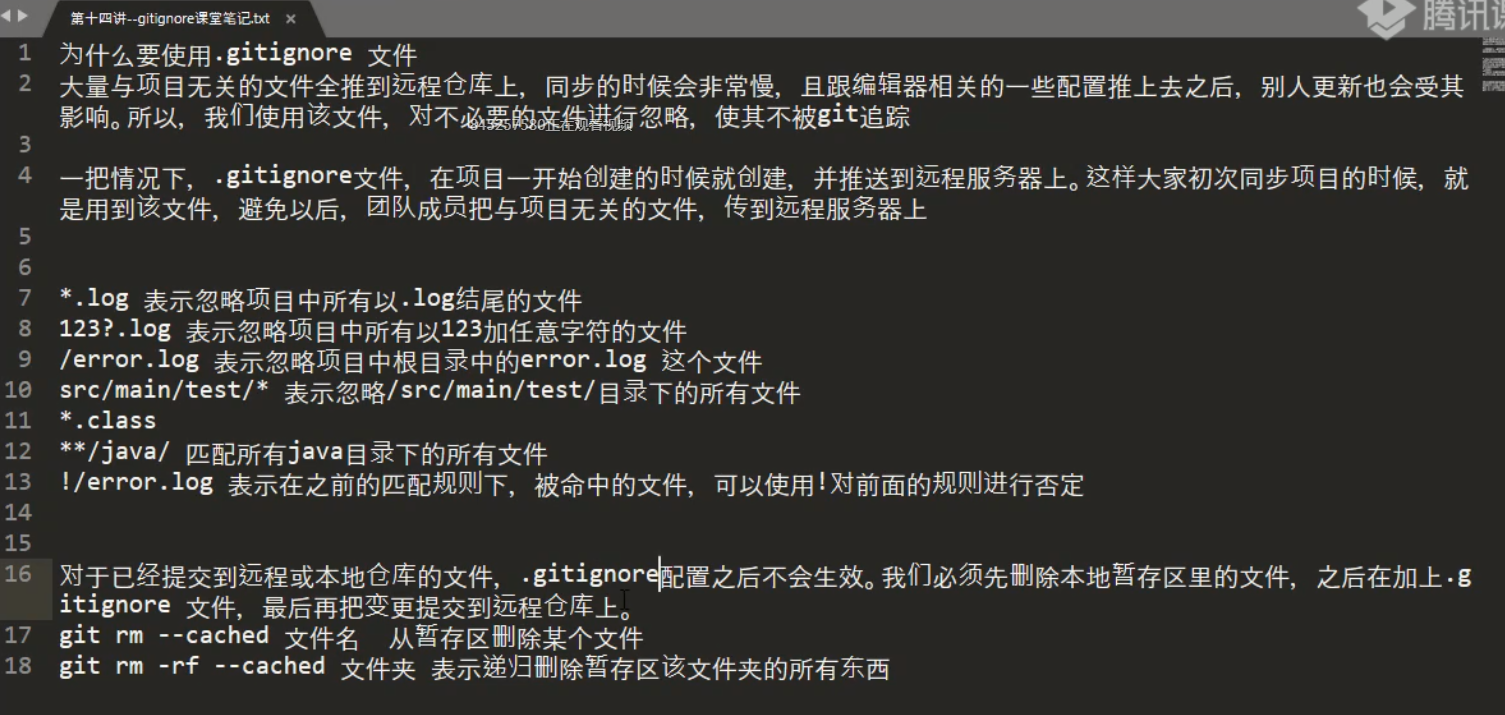 第十四讲--gitignore课堂笔记.txt ×
腾讯课
1 为什么要使用.gitignore 文件
2 大量与项目无关的文件全推到远程仓库上，同步的时候会非常慢，且跟编辑器相关的一些配置推上去之后，别人更新也会受其
影响。所以，我们使用该文件，对不必要的文件进行忽略，使其不被git追踪
正在观看视频
3
4 一把情况下，.gitignore文件，在项目一开始创建的时候就创建，并推送到远程服务器上。这样大家初次同步项目的时候，就
是用到该文件，避免以后，团队成员把与项目无关的文件，传到远程服务器上
5
6
7 *.log 表示忽略项目中所有以.log结尾的文件
8 123?.log 表示忽略项目中所有以123加任意字符的文件
9 /error.log 表示忽略项目中根目录中的error.log 这个文件
10 src/main/test/* 表示忽略/src/main/test/目录下的所有文件
11 *.class
12 **/java/ 匹配所有java目录下的所有文件
13 !/error.log 表示在之前的匹配规则下，被命中的文件，可以使用!对前面的规则进行否定
14
15
16 对于已经提交到远程或本地仓库的文件，.gitignore配置之后不会生效。我们必须先删除本地暂存区里的文件，之后在加上.g
itignore 文件，最后再把变更提交到远程仓库上。
17 git rm --cached 文件名  从暂存区删除某个文件
18 git rm -rf --cached 文件夹 表示递归删除暂存区该文件夹的所有东西